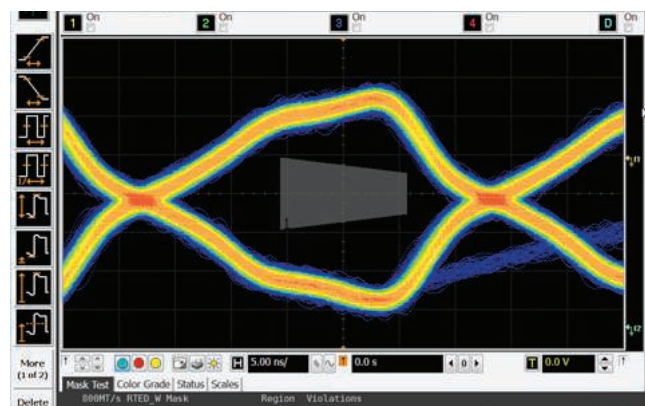 1 On 2 On 3 On 4 On D On
More
(1 of 2)
Delete
H 5.00 ns/ T 0.0 s 0 T 0.0 V
Mask Test Color Grade Status Scales
800MT/s RTED_W Mask Region Violations